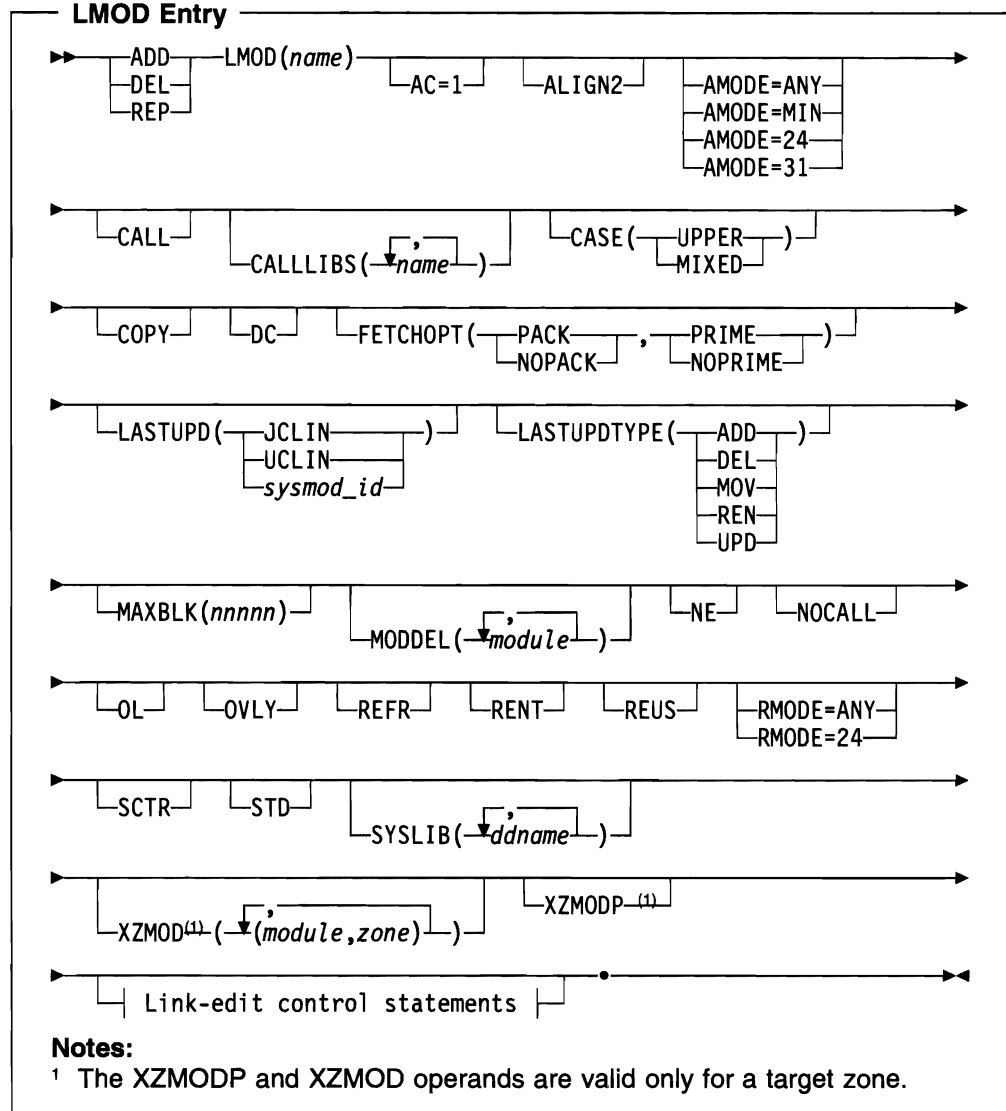 LMOD Entry
ADD LMOD(name) AC=1 ALIGN2 AMODE=ANY
DEL AMODE=MIN
REP AMODE=24
AMODE=31
CALL CALLLIBS( , name ) CASE( UPPER )
MIXED
COPY DC FETCHOPT( PACK , PRIME )
NOPACK NOPRIME
LASTUPD( JCLIN ) LASTUPDTYPE( ADD )
UCLIN DEL
sysmod_id MOV
REN
UPD
MAXBLK(nnnnn) MODDEL( , module ) NE NOCALL
OL OVLY REFR RENT REUS RMODE=ANY
RMODE=24
SCTR STD SYSLIB( , ddname )
XZMOD(1) ( , (module,zone) ) XZMODP (1)
Link-edit control statements
Notes:
1 The XZMODP and XZMOD operands are valid only for a target zone.